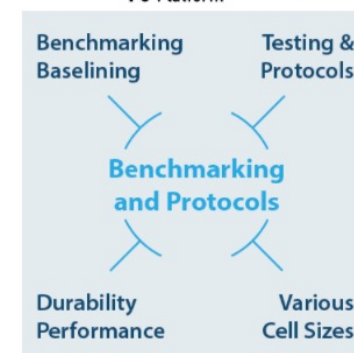 Benchmarking
Baselining
Testing &
Protocols
Benchmarking
and Protocols
Durability
Performance
Various
Cell Sizes